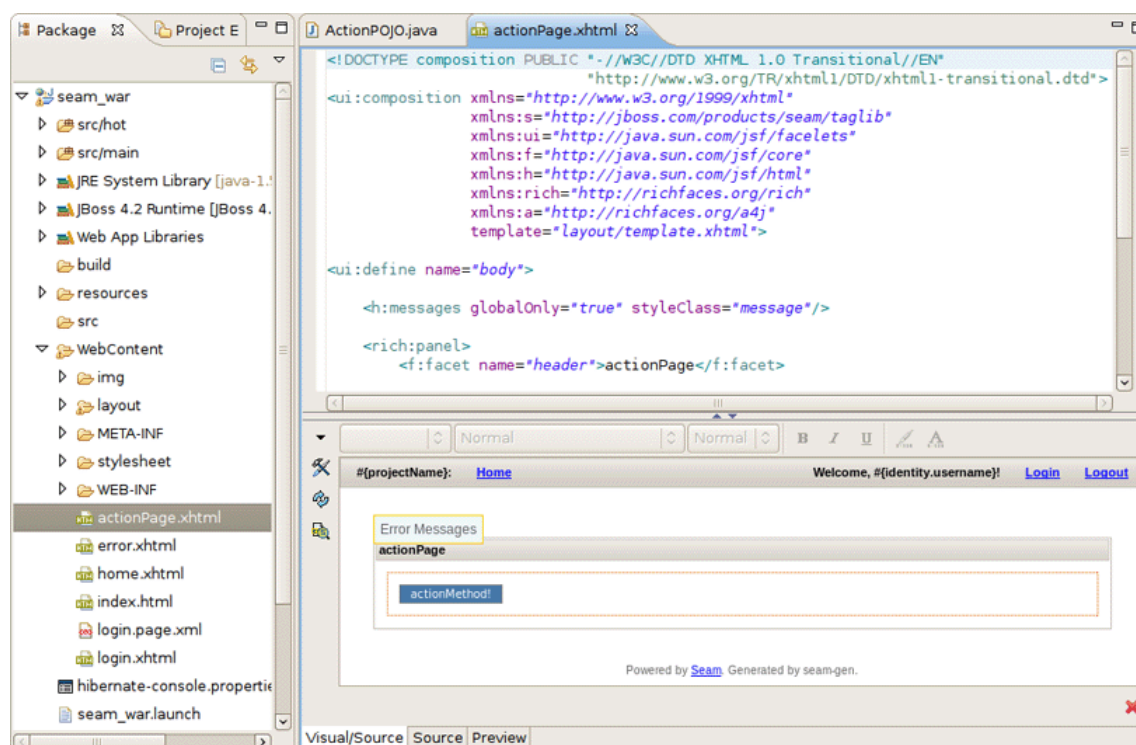 Package
Project E
seam_war
src/hot
src/main
JRE System Library [java-1.
JBoss 4.2 Runtime [JBoss 4.
Web App Libraries
build
resources
src
WebContent
img
layout
META-INF
stylesheet
WEB-INF
actionPage.xhtml
error.xhtml
home.xhtml
index.html
login.page.xml
login.xhtml
hibernate-console.propertie
seam_war.launch
ActionPOJO.java
actionPage.xhtml
<!DOCTYPE composition PUBLIC "-//W3C//DTD XHTML 1.0 Transitional//EN"
"http://www.w3.org/TR/xhtml1/DTD/xhtml1-transitional.dtd">
<ui:composition xmlns="http://www.w3.org/1999/xhtml"
xmlns:s="http://jboss.com/products/seam/taglib"
xmlns:ui="http://java.sun.com/jsf/facelets"
xmlns:f="http://java.sun.com/jsf/core"
xmlns:h="http://java.sun.com/jsf/html"
xmlns:rich="http://richfaces.org/rich"
xmlns:a="http://richfaces.org/a4j"
template="layout/template.xhtml">
<ui:define name="body">
<h:messages globalOnly="true" styleClass="message"/>
<rich:panel>
<f:facet name="header">actionPage</f:facet>
Normal Normal B I U A
#{projectName}: Home Welcome, #{identity.username}! Login Logout
Error Messages
actionPage
actionMethod!
Powered by Seam. Generated by seam-gen.
Visual/Source Source Preview